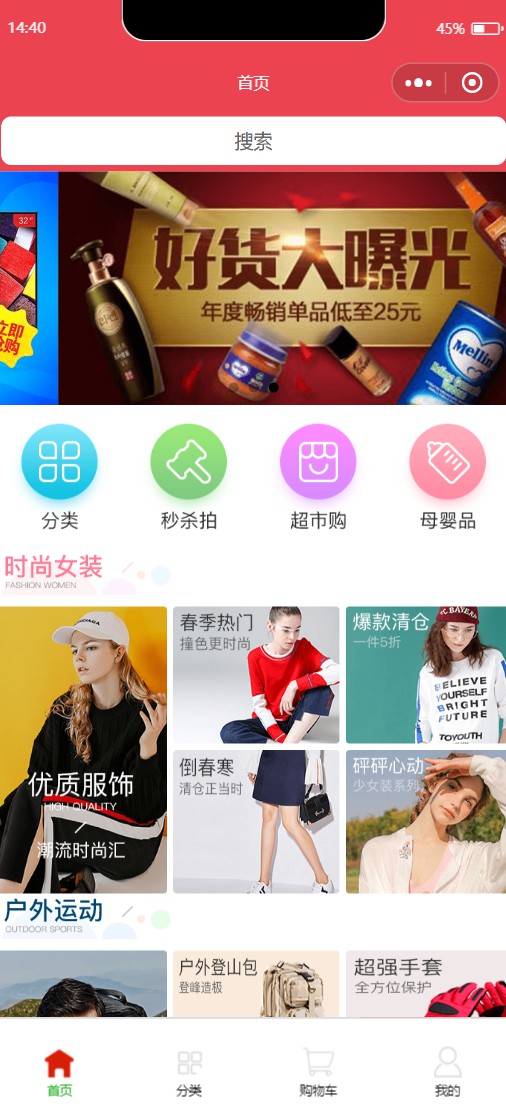 14:40
45%
首页
搜索
32"
立即
抢购
好货大曝光
年度畅销单品低至25元
Mellin
分类
秒杀拍
超市购
母婴品
时尚女装
FASHION WOMEN
优质服饰
HIGH QUALITY
潮流时尚汇
春季热门
撞色更时尚
爆款清仓
一件5折
BELIEVE
YOURSELF
BRIGHT
FUTURE
TOYOUTH
倒春寒
清仓正当时
砰砰心动
少女装系列
户外运动
OUTDOOR SPORTS
户外登山包
登峰造极
超强手套
全方位保护
首页
分类
购物车
我的